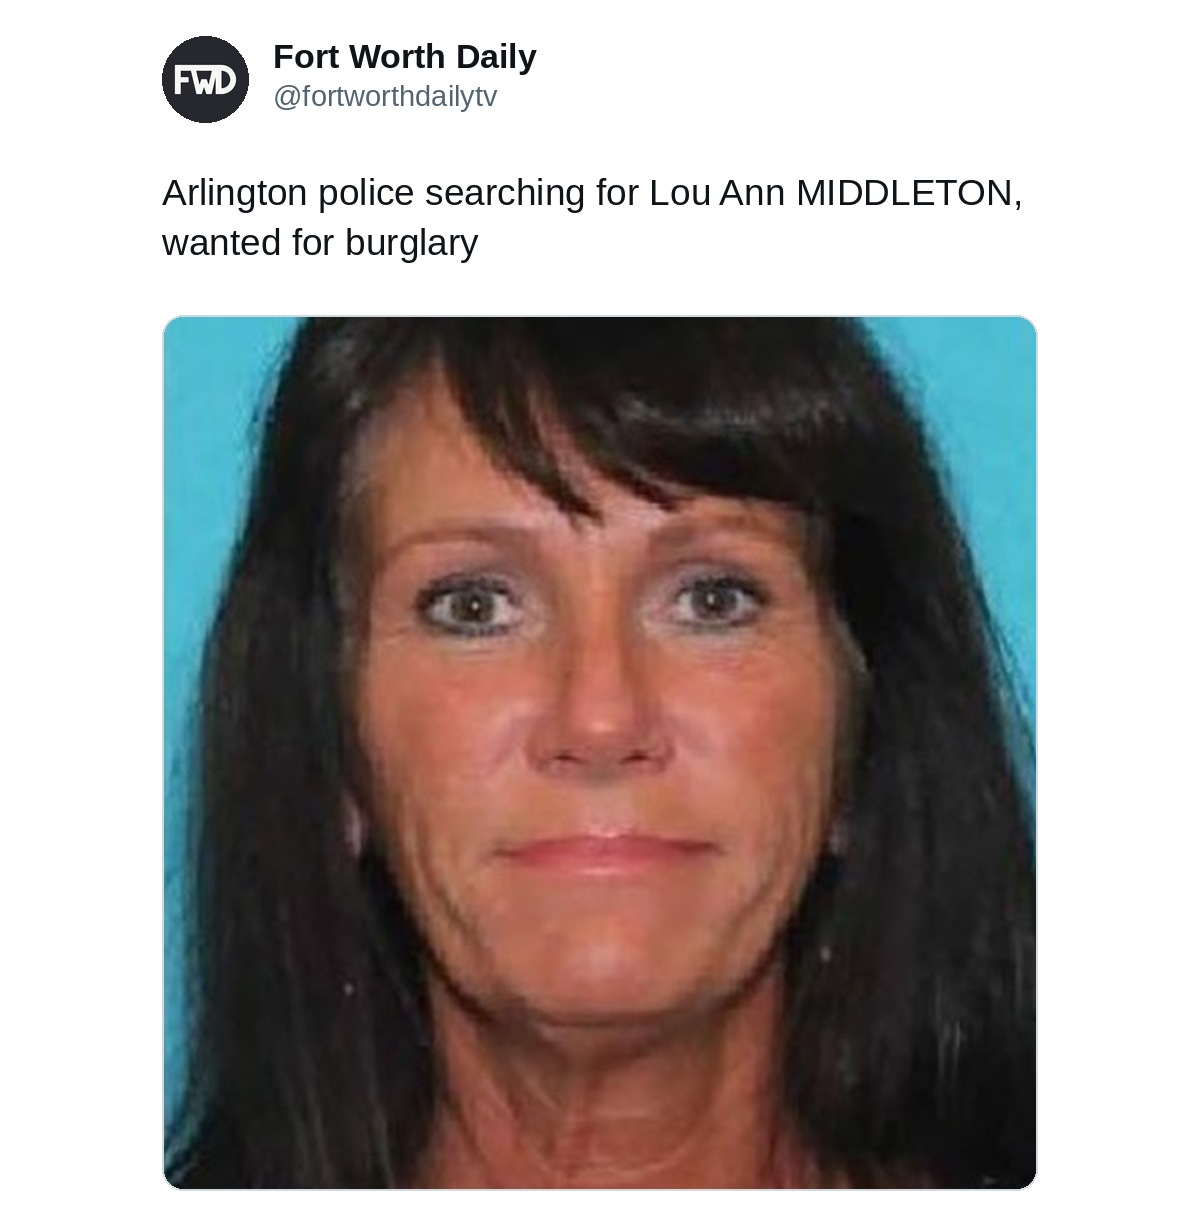 FWD
Fort Worth Daily
@fortworthdailytv
Arlington police searching for Lou Ann MIDDLETON,
wanted for burglary